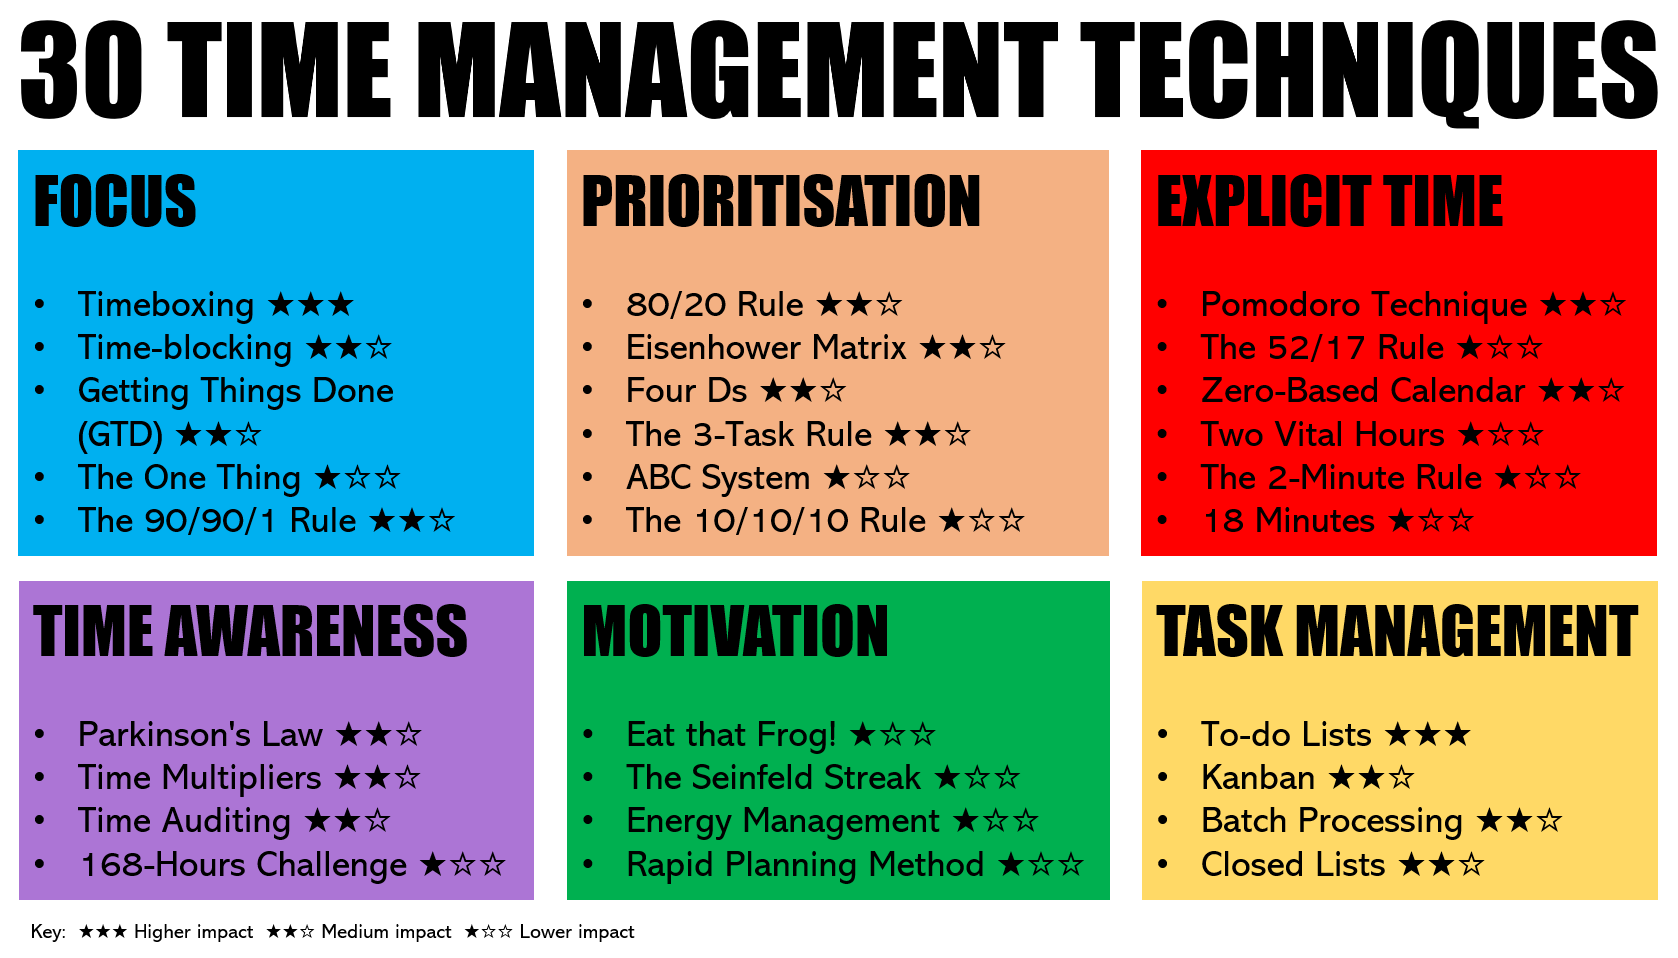 30 TIME MANAGEMENT TECHNIQUES
FOCUS
• Timeboxing ★★★
• Time-blocking ★★☆
• Getting Things Done
(GTD) ★★☆
• The One Thing ★☆☆
• The 90/90/1 Rule ★★☆
PRIORITISATION
• 80/20 Rule ★★☆
• Eisenhower Matrix ★★☆
• Four Ds ★★☆
• The 3-Task Rule ★★☆
• ABC System ★☆☆
• The 10/10/10 Rule ★☆☆
EXPLICIT TIME
• Pomodoro Technique ★★☆
• The 52/17 Rule ★☆☆
• Zero-Based Calendar ★★☆
• Two Vital Hours ★☆☆
• The 2-Minute Rule ★☆☆
• 18 Minutes ★☆☆
TIME AWARENESS
• Parkinson's Law ★★☆
• Time Multipliers ★★☆
• Time Auditing ★★☆
• 168-Hours Challenge ★☆☆
MOTIVATION
• Eat that Frog! ★☆☆
• The Seinfeld Streak ★☆☆
• Energy Management ★☆☆
• Rapid Planning Method ★☆☆
TASK MANAGEMENT
• To-do Lists ★★★
• Kanban ★★☆
• Batch Processing ★★☆
• Closed Lists ★★☆
Key: ★★★ Higher impact ★★☆ Medium impact ★☆☆ Lower impact